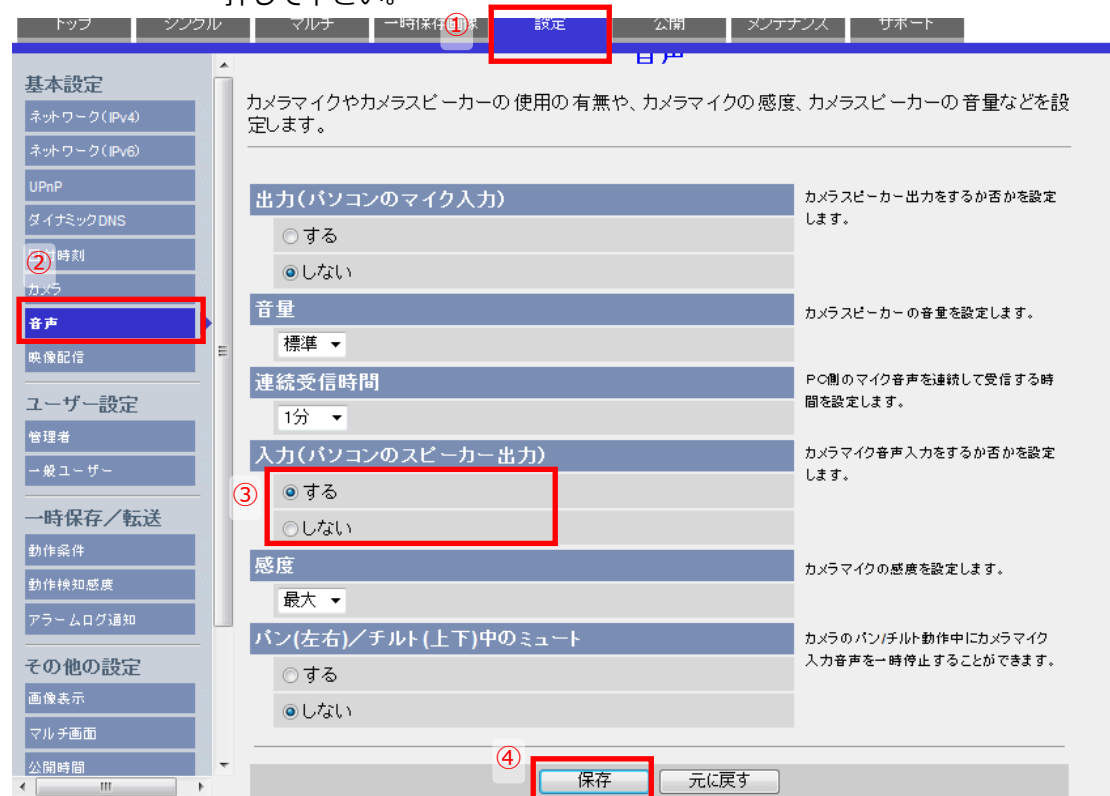 押して下さい。
トップ シングル マルチ 一時保存画像 設定 公開 メンテナンス サポート
①
音声
基本設定
ネットワーク(IPv4)
ネットワーク(IPv6)
UPnP
ダイナミックDNS
時刻
②
カメラ
音声
映像配信
ユーザー設定
管理者
一般ユーザー
一時保存／転送
動作条件
動作検知感度
アラームログ通知
その他の設定
画像表示
マルチ画面
公開時間
カメラマイクやカメラスピーカーの使用の有無や、カメラマイクの感度、カメラスピーカーの音量などを設
定します。
出力(パソコンのマイク入力)
する
しない
カメラスピーカー出力をするか否かを設定
します。
音量
標準
カメラスピーカーの音量を設定します。
連続受信時間
1分
PC側のマイク音声を連続して受信する時
間を設定します。
入力(パソコンのスピーカー出力)
③
する
しない
カメラマイク音声入力をするか否かを設定
します。
感度
最大
カメラマイクの感度を設定します。
パン(左右)／チルト(上下)中のミュート
する
しない
カメラのパン/チルト動作中にカメラマイク
入力音声を一時停止することができます。
④
保存 元に戻す